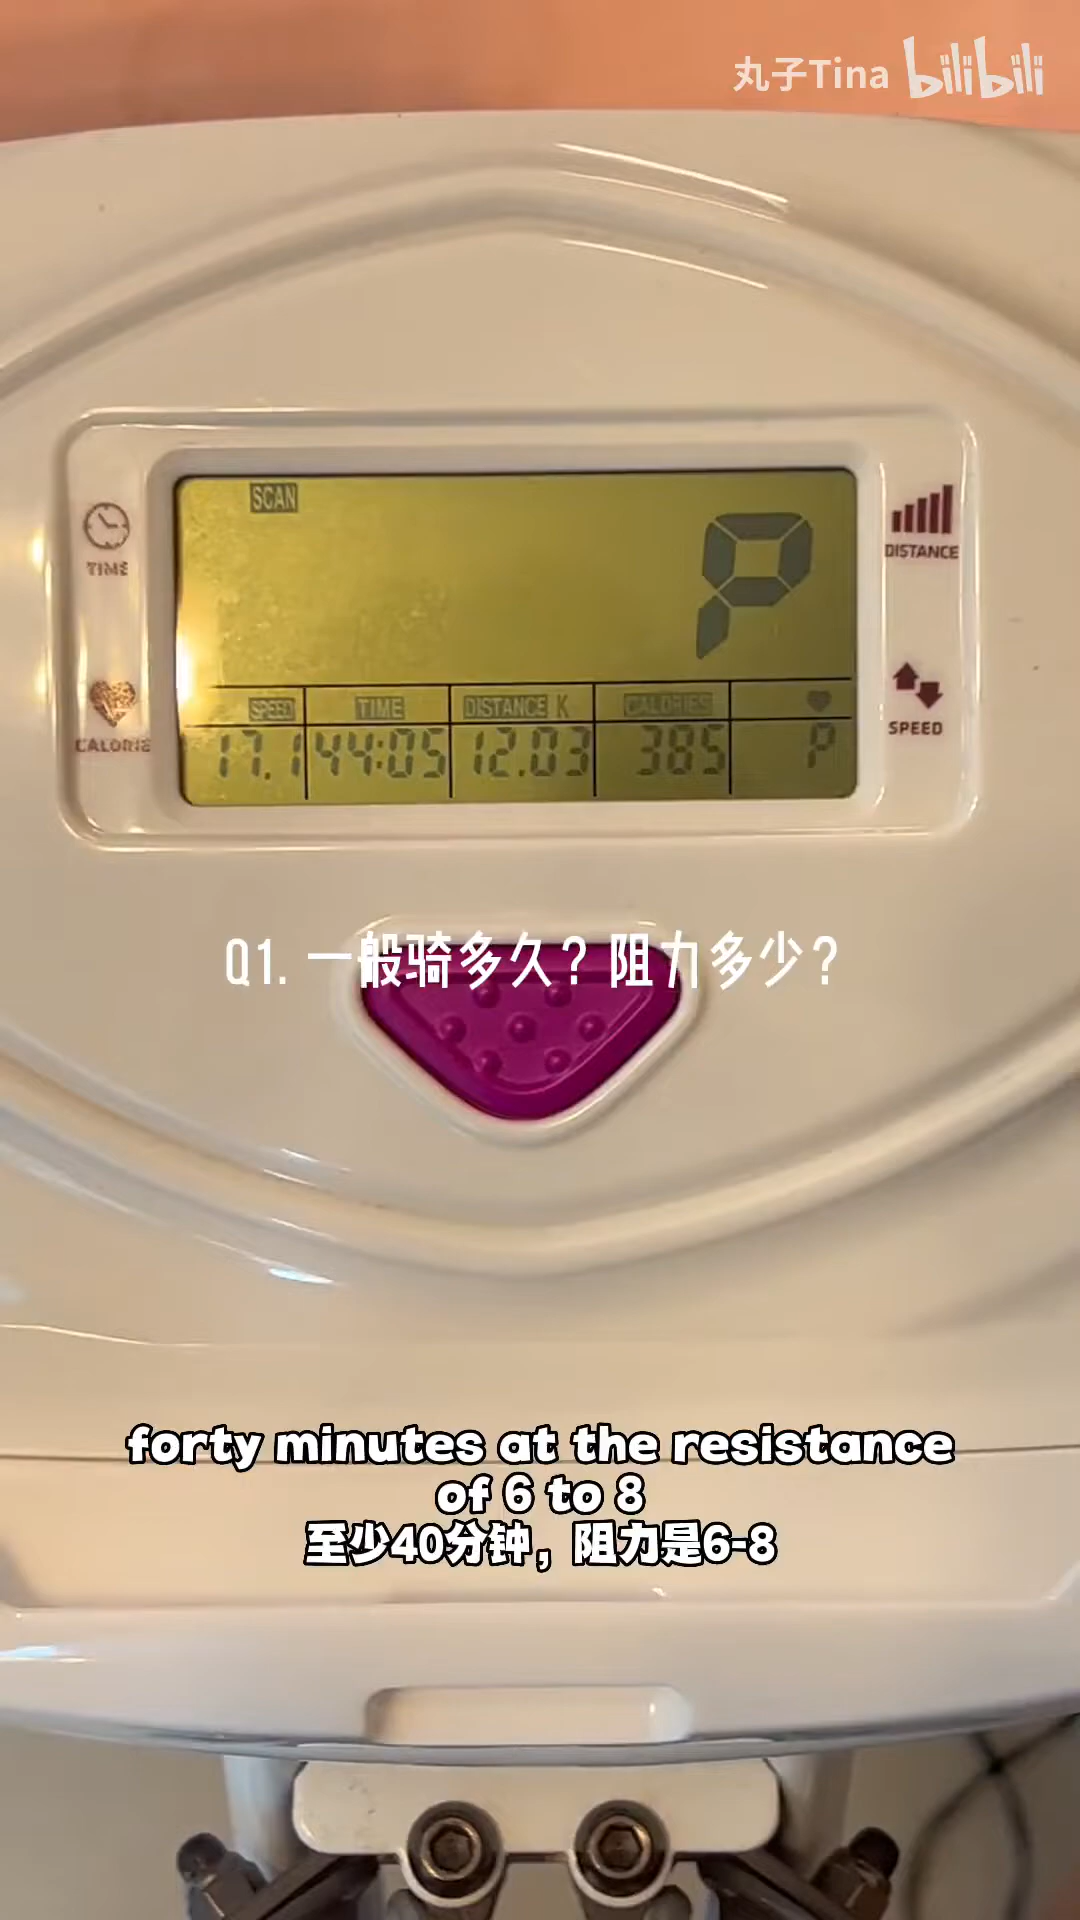 丸子Tina bilibili
SCAN
P
TIME
DISTANCE
CALORIE
SPEED
SPEED TIME DISTANCE K CALORIES
17.1 44:05 12.03 385 P
Q1. 一般骑多久？阻力多少？
forty minutes at the resistance
of 6 to 8
至少40分钟，阻力是6-8